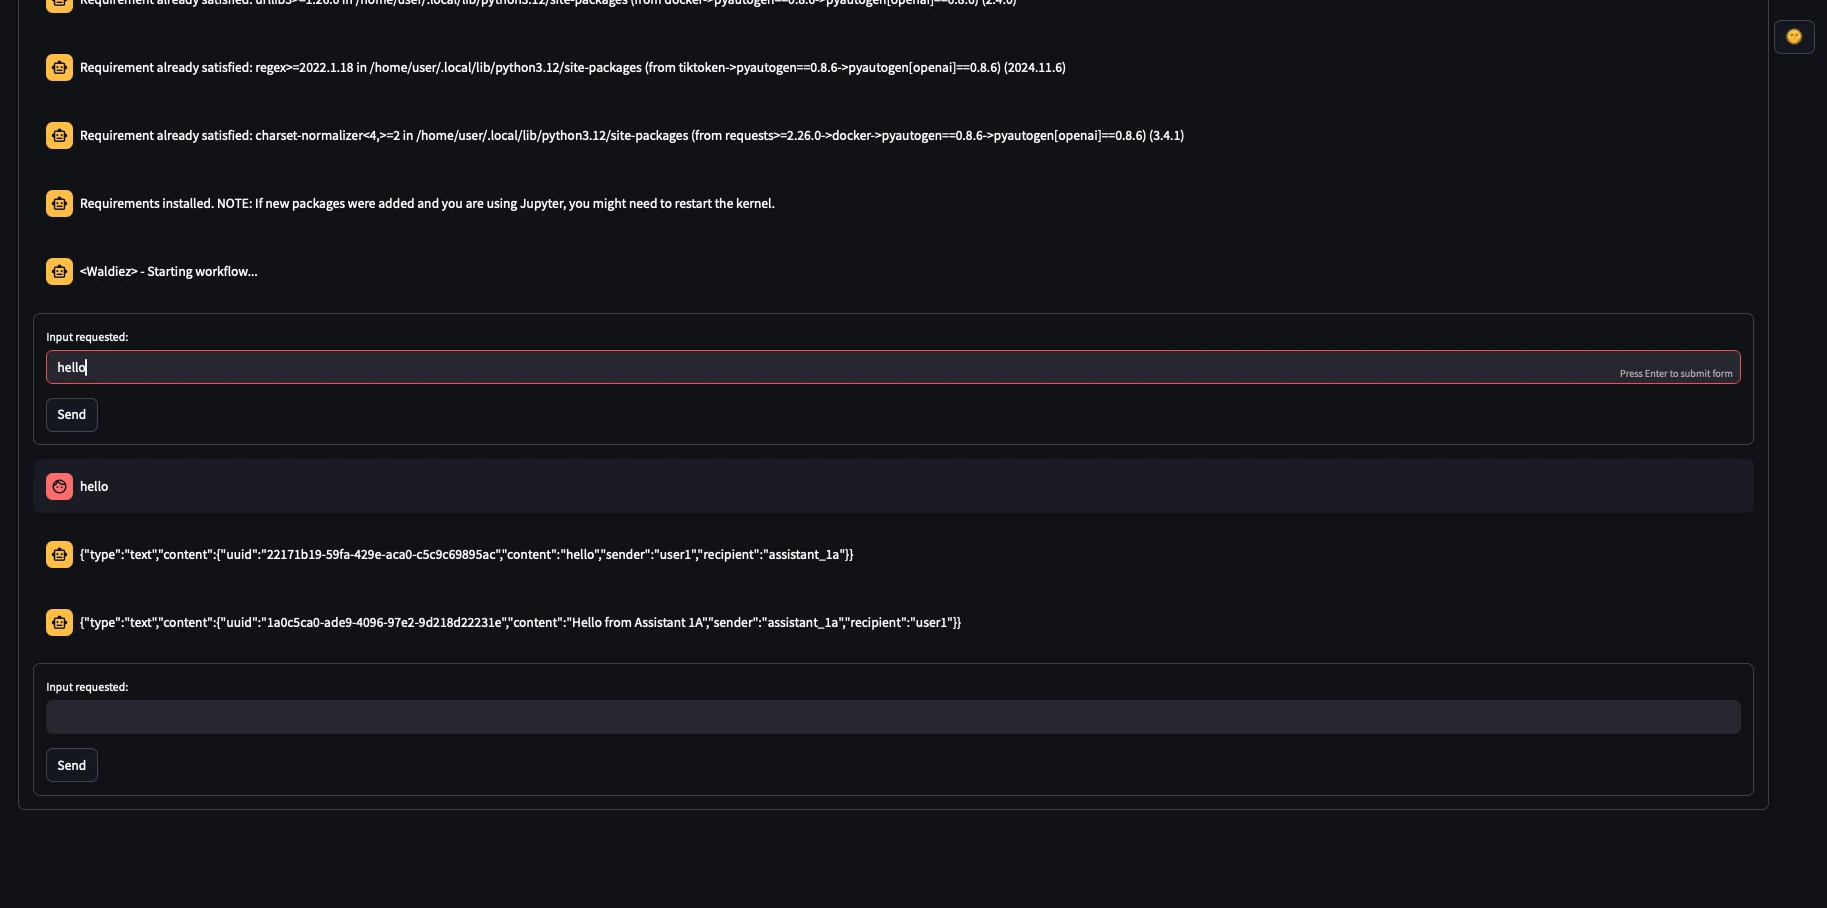 Requirement already satisfied: urllib3>=1.26.0 in /home/user/.local/lib/python3.12/site-packages (from docker->pyautogen==0.8.6->pyautogen[openai]==0.8.6) (2.4.0)
Requirement already satisfied: regex>=2022.1.18 in /home/user/.local/lib/python3.12/site-packages (from tiktoken->pyautogen==0.8.6->pyautogen[openai]==0.8.6) (2024.11.6)
Requirement already satisfied: charset-normalizer<4,>=2 in /home/user/.local/lib/python3.12/site-packages (from requests>=2.26.0->docker->pyautogen==0.8.6->pyautogen[openai]==0.8.6) (3.4.1)
Requirements installed. NOTE: If new packages were added and you are using Jupyter, you might need to restart the kernel.
<Waldiez> - Starting workflow...
Input requested:
hello
Press Enter to submit form
Send
hello
{"type":"text","content":{"uuid":"22171b19-59fa-429e-aca0-c5c9c69895ac","content":"hello","sender":"user1","recipient":"assistant_1a"}}
{"type":"text","content":{"uuid":"1a0c5ca0-ade9-4096-97e2-9d218d22231e","content":"Hello from Assistant 1A","sender":"assistant_1a","recipient":"user1"}}
Input requested:
Send